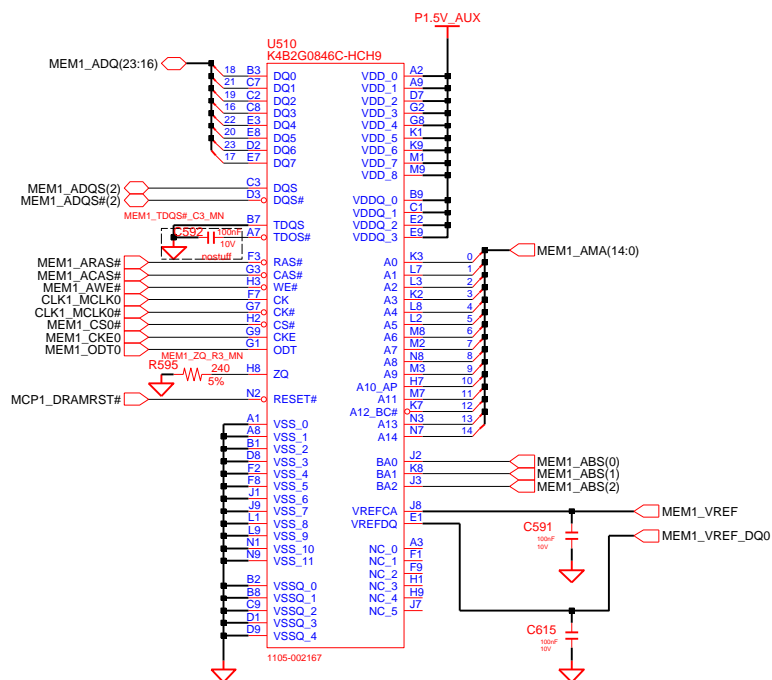 P1.5V_AUX
U510
K4B2G0846C-HCH9
MEM1_ADQ(23:16)
18 B3 DQ0 VDD_0 A2
21 C7 DQ1 VDD_1 A9
19 C2 DQ2 VDD_2 D7
16 C8 DQ3 VDD_3 G2
22 E3 DQ4 VDD_4 G8
20 E8 DQ5 VDD_5 K1
23 D2 DQ6 VDD_6 K9
17 E7 DQ7 VDD_7 M1
VDD_8 M9
MEM1_ADQS(2) C3 DQS VDDQ_0 B9
MEM1_ADQS#(2) D3 DQS# VDDQ_1 C1
MEM1_TDQS#_C3_MN
B7 TDQS VDDQ_2 E2
C592 100nF A7 TDOS# VDDQ_3 E9
10V
nostuff
MEM1_ARAS# F3 RAS# A0 K3 0 MEM1_AMA(14:0)
MEM1_ACAS# G3 CAS# A1 L7 1
MEM1_AWE# H3 WE# A2 L3 2
CLK1_MCLK0 F7 CK A3 K2 3
CLK1_MCLK0# G7 CK# A4 L8 4
MEM1_CS0# H2 CS# A5 L2 5
MEM1_CKE0 G9 CKE A6 M8 6
MEM1_ODT0 G1 ODT A7 M2 7
MEM1_ZQ_R3_MN A8 N8 8
R595 240 H8 ZQ A9 M3 9
5% A10_AP H7 10
MCP1_DRAMRST# N2 RESET# A11 M7 11
A12_BC# K7 12
A1 VSS_0 A13 N3 13
A8 VSS_1 A14 N7 14
B1 VSS_2
D8 VSS_3 BA0 J2 MEM1_ABS(0)
F2 VSS_4 BA1 K8 MEM1_ABS(1)
F8 VSS_5 BA2 J3 MEM1_ABS(2)
J1 VSS_6
J9 VSS_7 VREFCA J8 MEM1_VREF
L1 VSS_8 VREFDQ E1
L9 VSS_9 C591 MEM1_VREF_DQ0
N1 VSS_10 NC_0 A3 100nF
N9 VSS_11 NC_1 F1 10V
NC_2 F9
B2 VSSQ_0 NC_3 H1
B8 VSSQ_1 NC_4 H9
C9 VSSQ_2 NC_5 J7
D1 VSSQ_3
D9 VSSQ_4 C615
100nF
10V
1105-002167